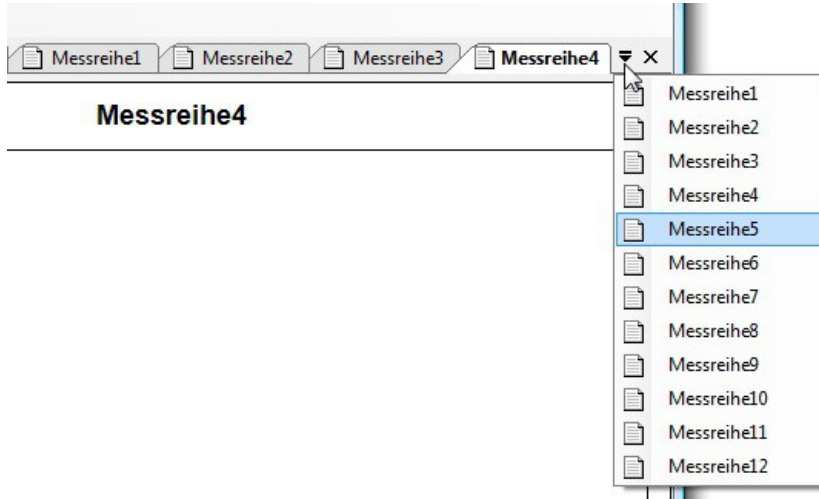 Messreihe1 Messreihe2 Messreihe3 Messreihe4
Messreihe4
Messreihe1
Messreihe2
Messreihe3
Messreihe4
Messreihe5
Messreihe6
Messreihe7
Messreihe8
Messreihe9
Messreihe10
Messreihe11
Messreihe12